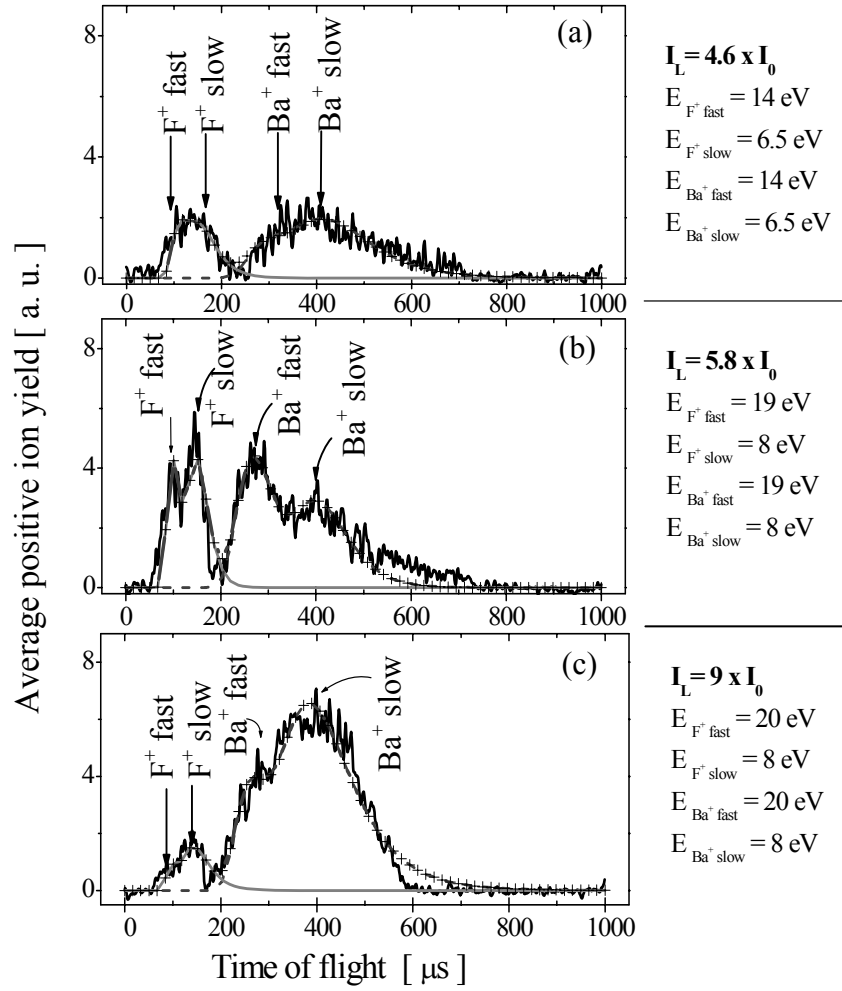 Average positive ion yield [ a. u. ]
(a)
F⁺ fast
F⁺ slow
Ba⁺ fast
Ba⁺ slow
8
4
0
0 200 400 600 800 1000
I_L = 4.6 x I_0
E_F⁺ fast = 14 eV
E_F⁺ slow = 6.5 eV
E_Ba⁺ fast = 14 eV
E_Ba⁺ slow = 6.5 eV
(b)
F⁺ fast
F⁺ slow
Ba⁺ fast
Ba⁺ slow
8
4
0
0 200 400 600 800 1000
I_L = 5.8 x I_0
E_F⁺ fast = 19 eV
E_F⁺ slow = 8 eV
E_Ba⁺ fast = 19 eV
E_Ba⁺ slow = 8 eV
(c)
F⁺ fast
F⁺ slow
Ba⁺ fast
Ba⁺ slow
8
4
0
0 200 400 600 800 1000
I_L = 9 x I_0
E_F⁺ fast = 20 eV
E_F⁺ slow = 8 eV
E_Ba⁺ fast = 20 eV
E_Ba⁺ slow = 8 eV
Time of flight [ µs ]